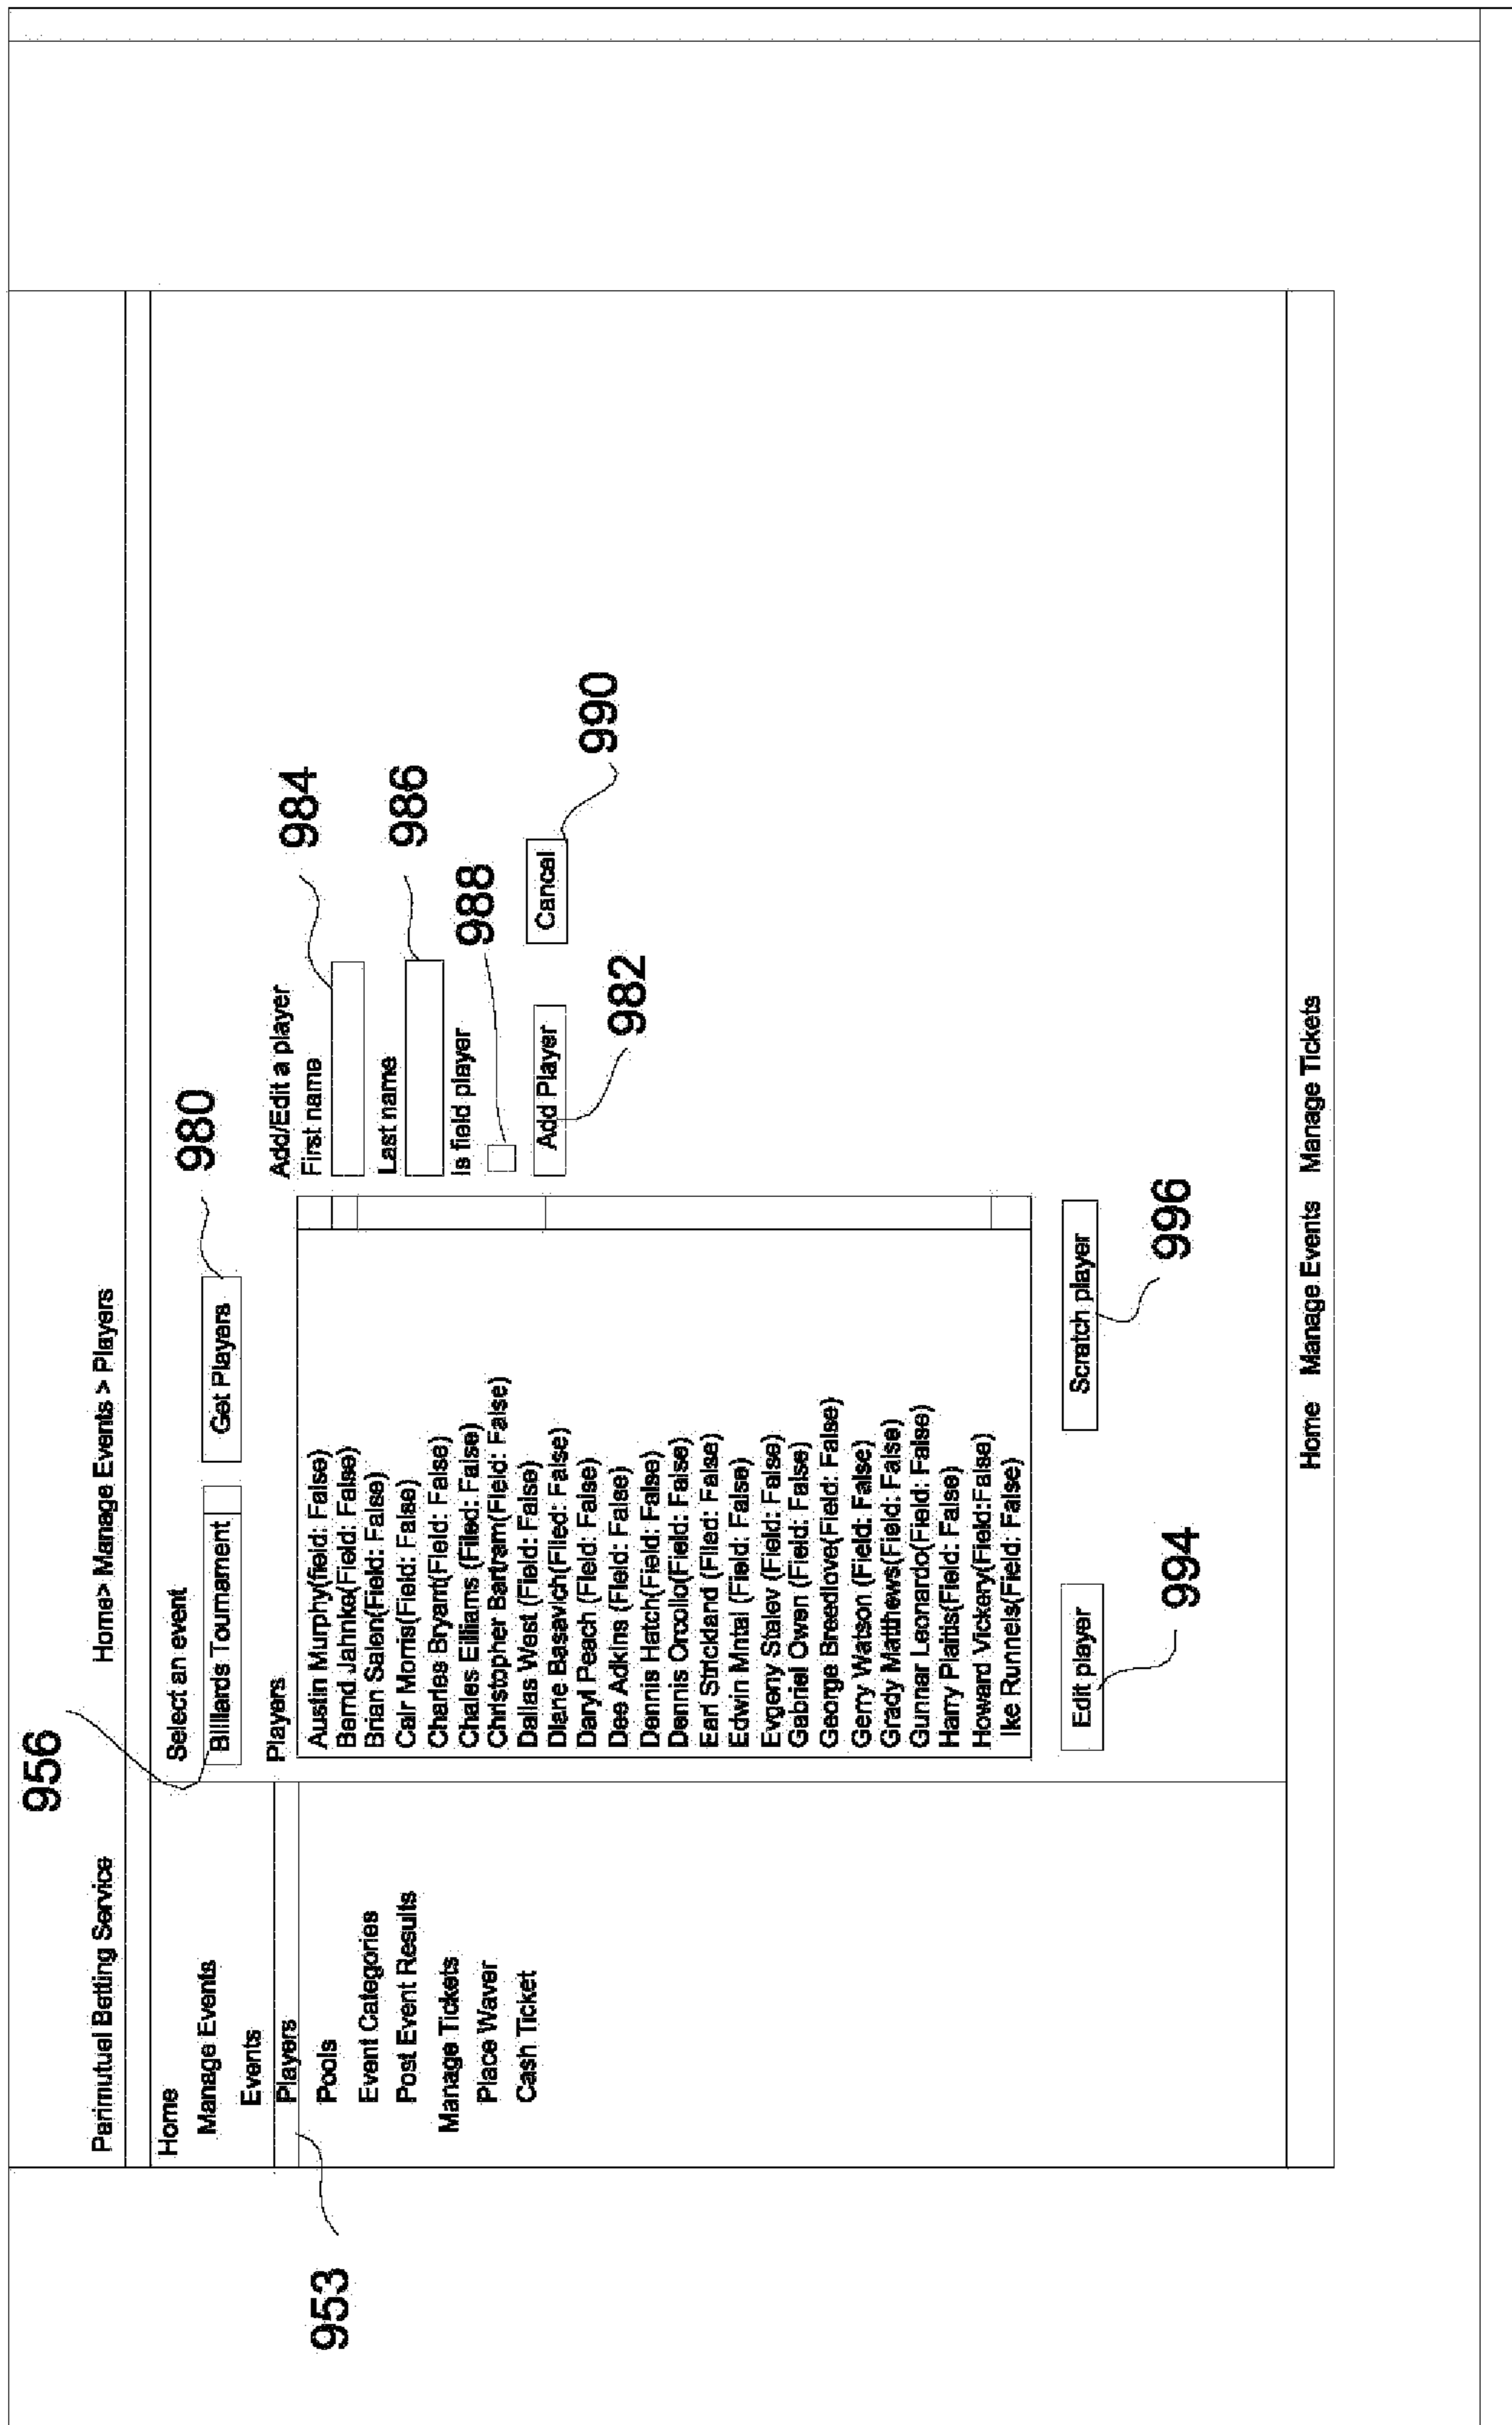 956
Parimutuel Betting Service
Home> Manage Events > Players
Home
Manage Events
Events
Players
Pools
Event Categories
Post Event Results
Manage Tickets
Place Waver
Cash Ticket
953
Select an event
Billiards Tournament
Get Players
980
Players
Austin Murphy(field: False)
Bernd Jahnke(Field: False)
Brian Salen(Field: False)
Cair Morris(Field: False)
Charles Bryant(Field: False)
Chales Eilliams (Filed: False)
Christopher Bartram(Field: False)
Dallas West (Field: False)
Diane Basavich(Filed: False)
Daryl Peach (Field: False)
Dee Adkins (Field: False)
Dennis Hatch(Field: False)
Dennis Orcollo(Field: False)
Earl Strickland (Filed: False)
Edwin Mntal (Field: False)
Evgeny Stalev (Field: False)
Gabriel Owen (Field: False)
George Breedlove(Field: False)
Gerry Watson (Field: False)
Grady Matthews(Field: False)
Gunnar Leonardo(Field: False)
Harry Plaitis(Field: False)
Howard Vickery(Field:False)
Ike Runnels(Field: False)
Edit player
994
Scratch player
996
Add/Edit a player
First name
984
Last name
986
is field player
988
Add Player
982
Cancel
990
Home Manage Events Manage Tickets